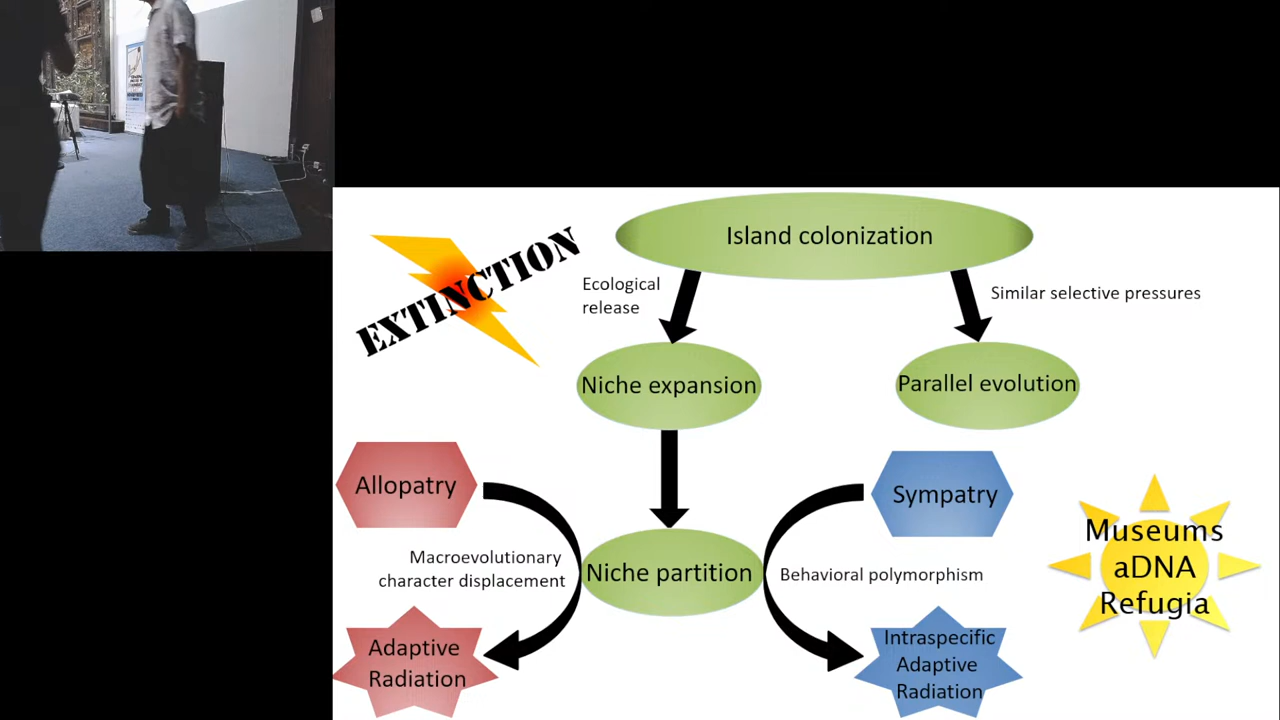 Island colonization
EXTINCTION
Ecological
release
Similar selective pressures
Niche expansion
Parallel evolution
Allopatry
Sympatry
Macroevolutionary
character displacement
Niche partition
Behavioral polymorphism
Museums
aDNA
Refugia
Adaptive
Radiation
Intraspecific
Adaptive
Radiation